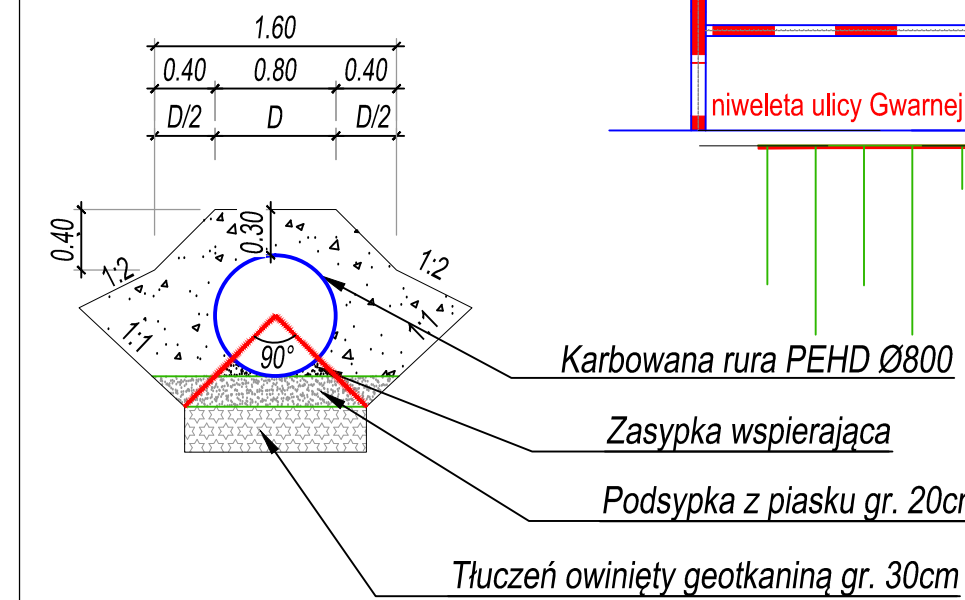 1.60
0.40 0.80 0.40
D/2 D D/2
niweleta ulicy Gwarnej
0.40
0.30
1:2
1:2
1:1
1:1
90°
Karbowana rura PEHD Ø800
Zasypka wspierająca
Podsypka z piasku gr. 20cm
Tłuczeń owinięty geotkaniną gr. 30cm